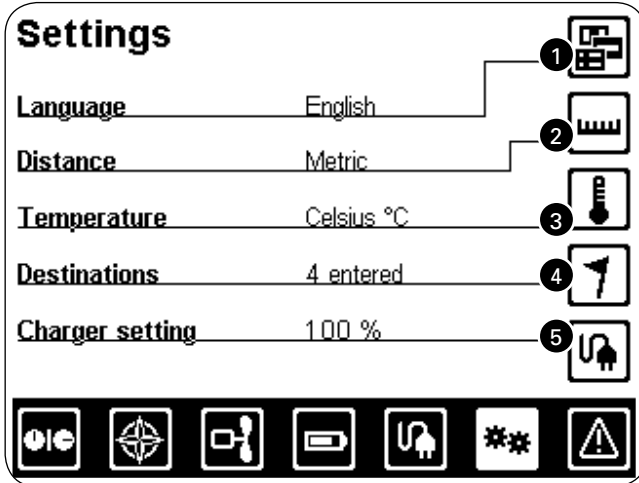 Settings
1
Language English
2
Distance Metric
Temperature Celsius °C 3
Destinations 4 entered 4
Charger setting 100 % 5